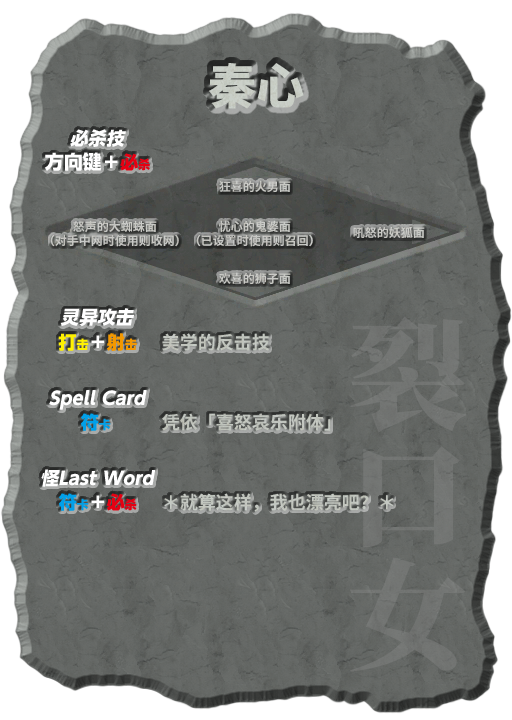 秦心
必杀技
方向键+必杀
狂喜的火男面
怒声的大蜘蛛面
(对手中网时使用则收网)
忧心的鬼婆面
(已设置时使用则召回)
吼怒的妖狐面
欢喜的狮子面
灵异攻击
打击+射击 美学的反击技
Spell Card
符卡 凭依「喜怒哀乐附体」
怪Last Word
符卡+必杀 ＊就算这样，我也漂亮吧？＊
裂口女